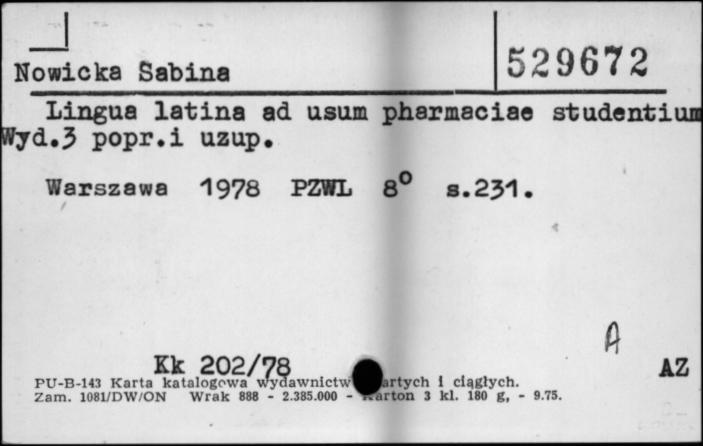 529672
Nowicka Sabina
Lingua latina ad usum pharmaciae studentium
Wyd.3 popr.i uzup.
Warszawa 1978 PZWL 8° s.231.
A
Kk 202/78
AZ
PU-B-143 Karta katalogowa wydawnictw artych i ciągłych.
Zam. 1081/DW/ON Wrak 888 - 2.385.000 - Karton 3 kl. 180 g, - 9.75.